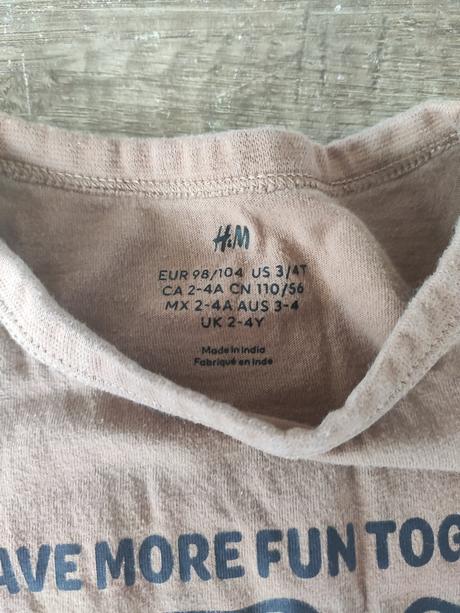 H&M
EUR 98/104 US 3/4T
CA 2-4A CN 110/56
MX 2-4A AUS 3-4
UK 2-4Y
Made in India
Fabriqué en Inde
AVE MORE FUN TOG